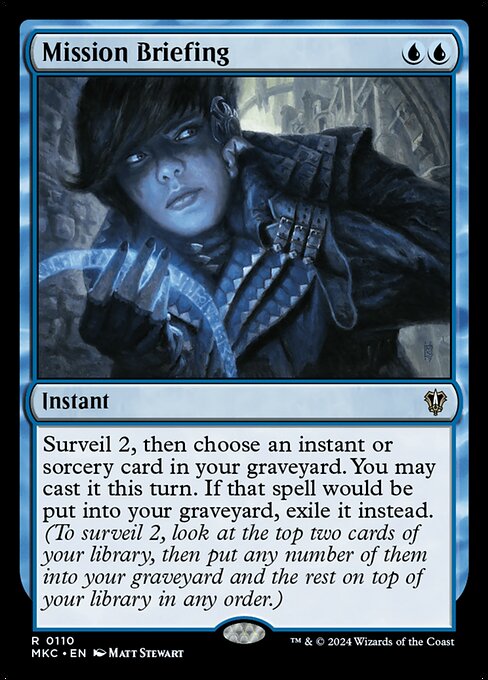 Mission Briefing
Instant
Surveil 2, then choose an instant or
sorcery card in your graveyard. You may
cast it this turn. If that spell would be
put into your graveyard, exile it instead.
(To surveil 2, look at the top two cards of
your library, then put any number of them
into your graveyard and the rest on top of
your library in any order.)
R 0110
MKC • EN Matt Stewart
™ & © 2024 Wizards of the Coast